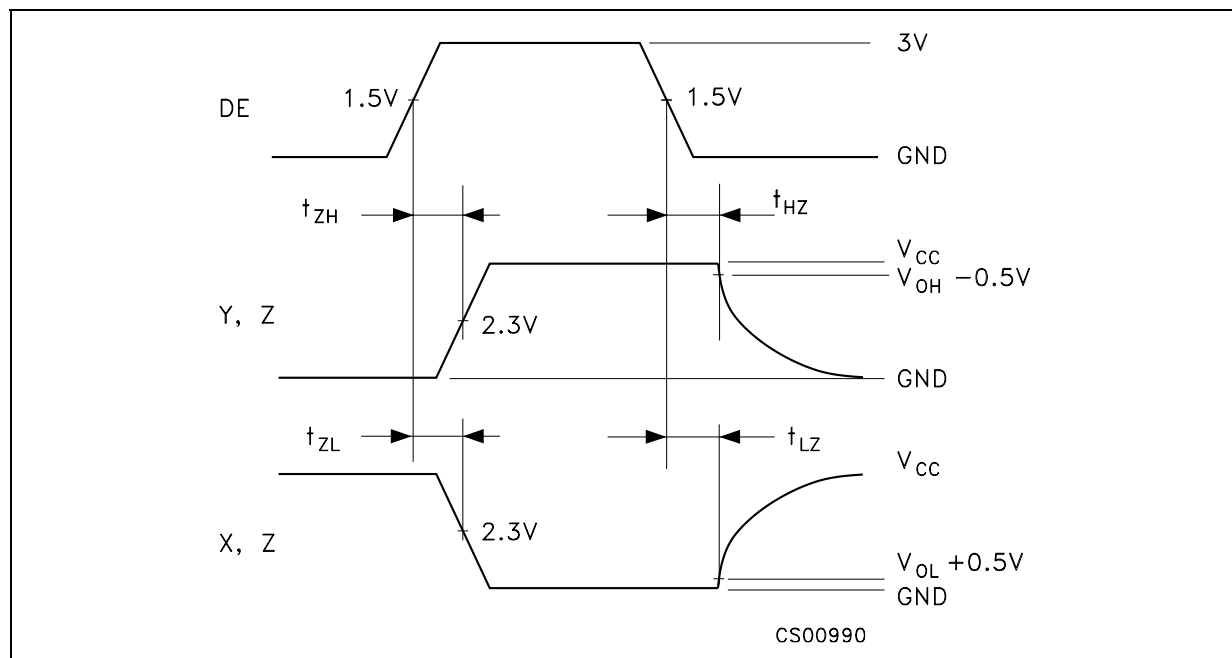 3V
DE
1.5V
1.5V
GND
tZH
tHZ
VCC
VOH −0.5V
Y, Z
2.3V
GND
tZL
tLZ
VCC
X, Z
2.3V
VOL +0.5V
GND
CS00990